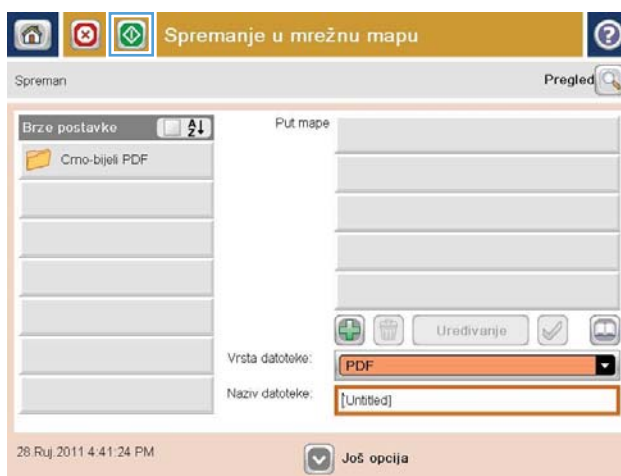 Spremanje u mrežnu mapu
Spreman
Pregled
Brze postavke
Crno-bijeli PDF
Put mape
Uređivanje
Vrsta datoteke:
PDF
Naziv datoteke:
[Untitled]
28.Ruj.2011 4:41:24 PM
Još opcija